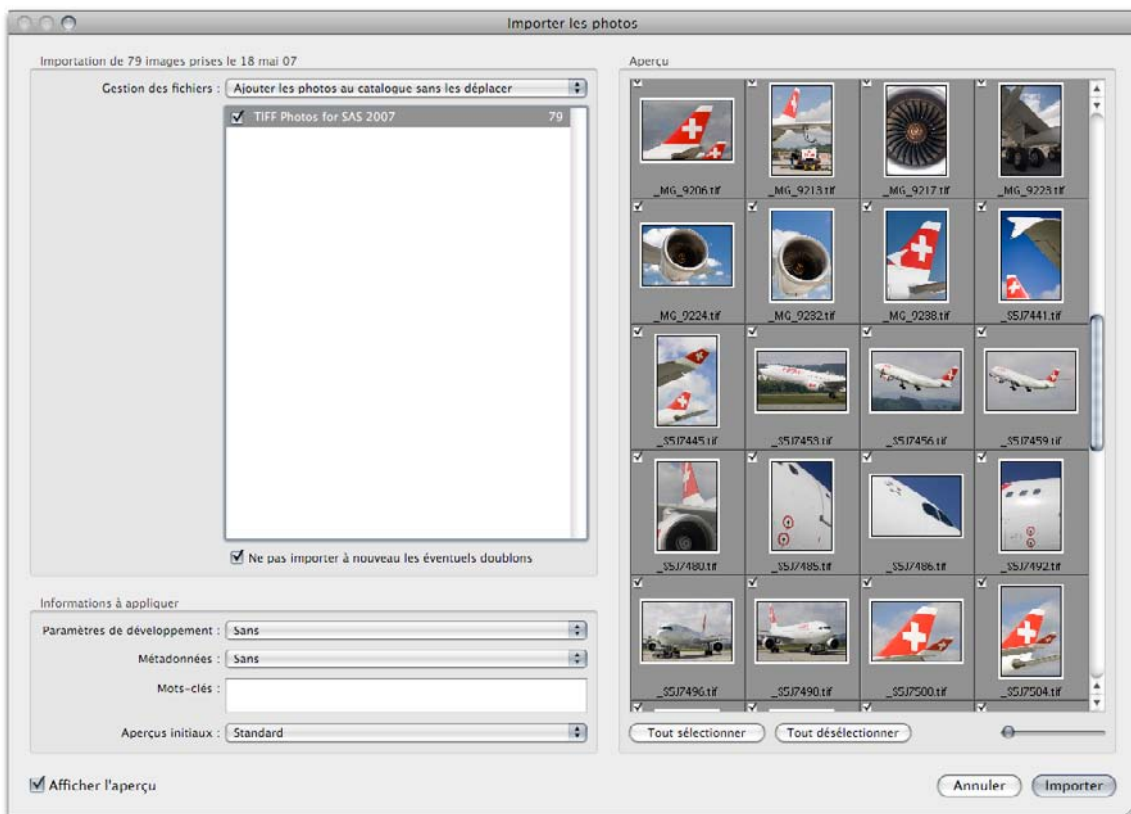 Importer les photos
Importation de 79 images prises le 18 mai 07
Gestion des fichiers : Ajouter les photos au catalogue sans les déplacer
TIFF Photos for SAS 2007 79
Ne pas importer à nouveau les éventuels doublons
Informations à appliquer
Paramètres de développement : Sans
Métadonnées : Sans
Mots-clés :
Aperçus initiaux : Standard
Afficher l'aperçu
Aperçu
_MG_9206.tif _MG_9213.tif _MG_9217.tif _MG_9223.tif
_MG_9224.tif _MG_9232.tif _MG_9238.tif _S5J7441.tif
_S5J7445.tif _S5J7453.tif _S5J7456.tif _S5J7459.tif
_S5J7480.tif _S5J7485.tif _S5J7486.tif _S5J7492.tif
_S5J7496.tif _S5J7490.tif _S5J7500.tif _S5J7504.tif
Tout sélectionner Tout désélectionner
Annuler Importer